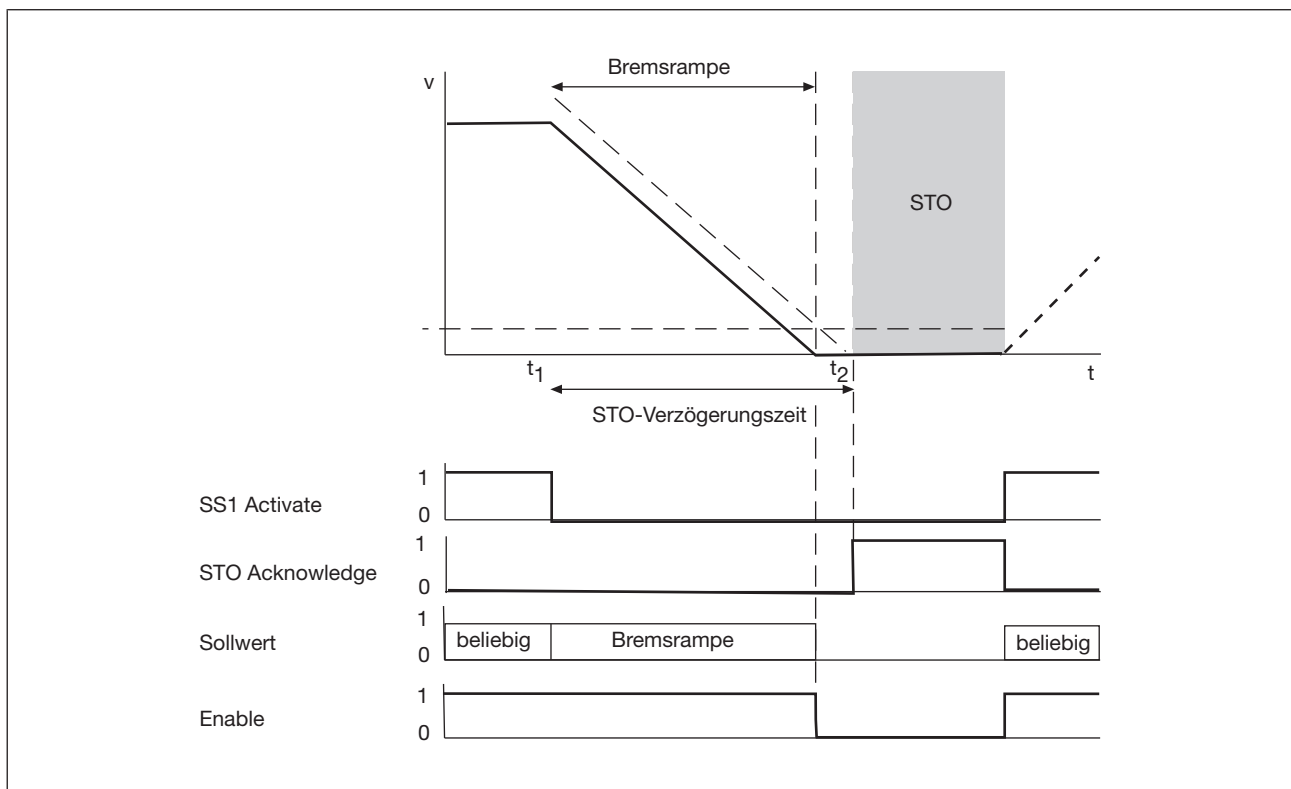 Bremsrampe
v
STO
t1
t2
t
STO-Verzögerungszeit
SS1 Activate
1
0
STO Acknowledge
1
0
Sollwert
1
0
beliebig
Bremsrampe
beliebig
Enable
1
0